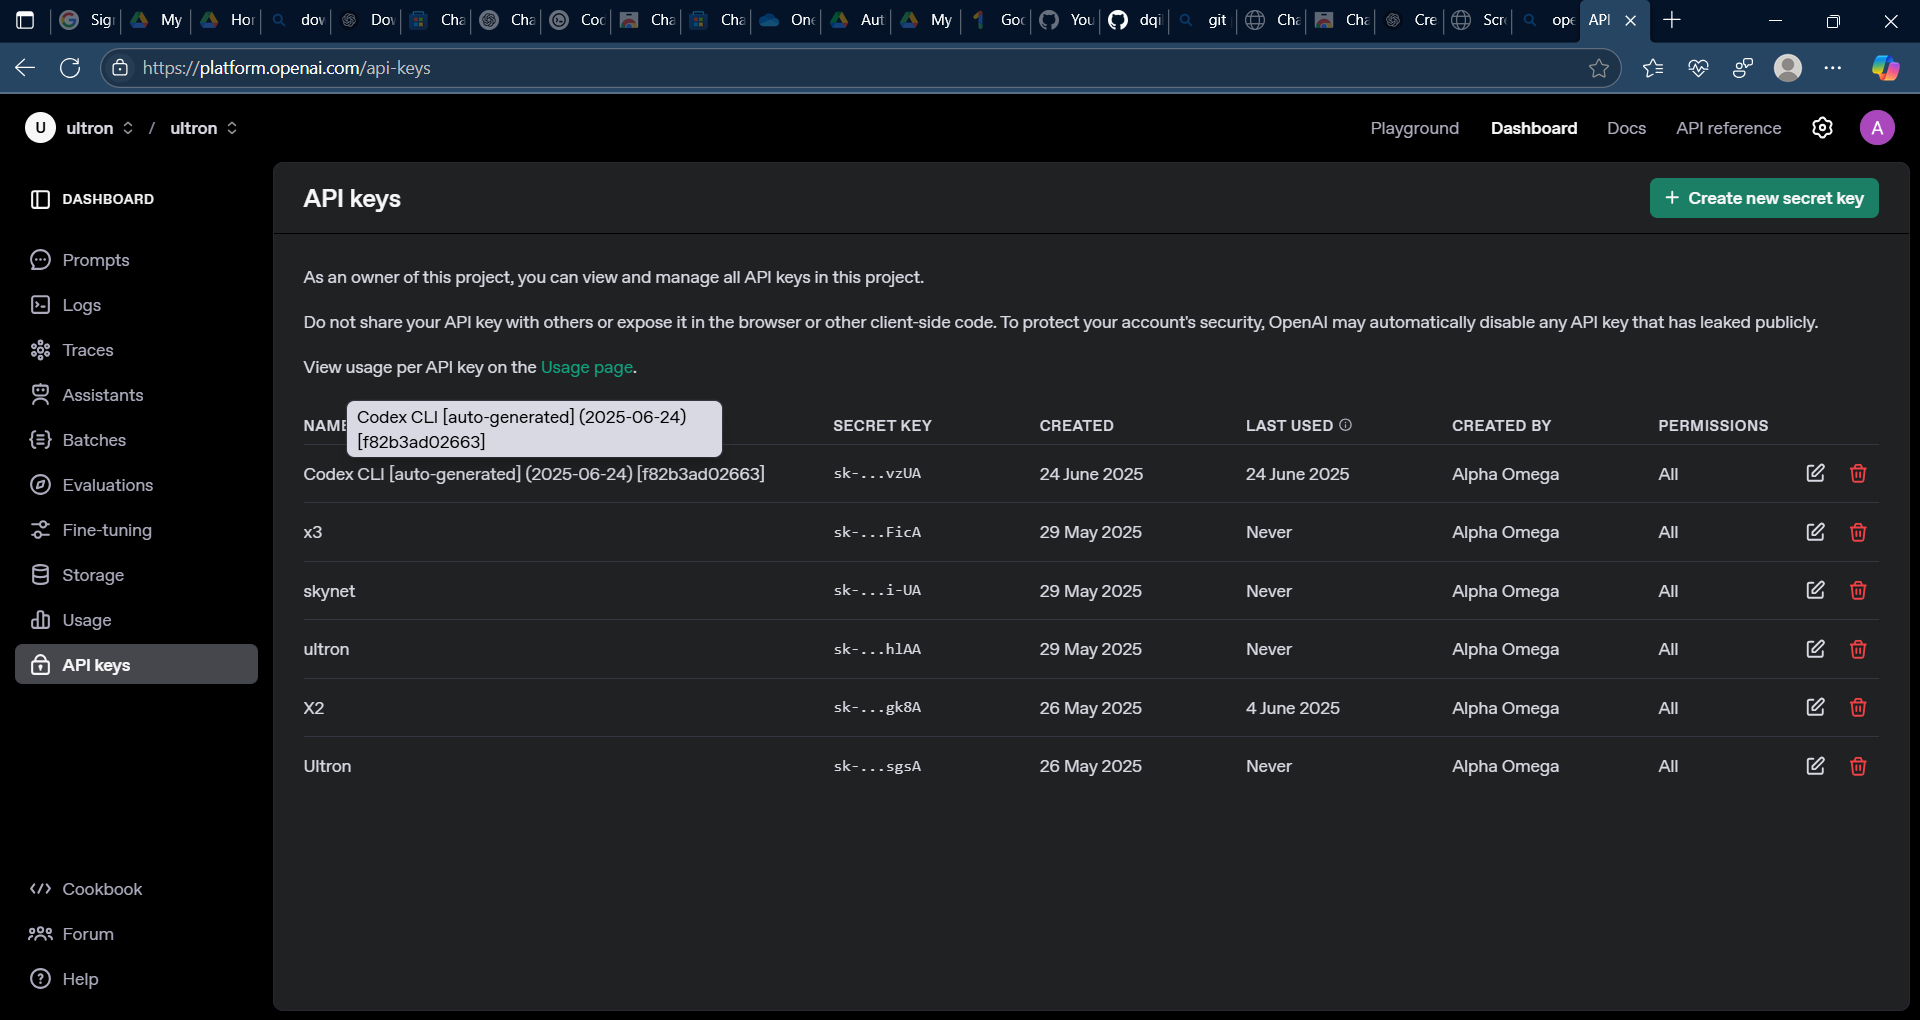 Sig
My
Hor
dov
Dov
Cha
Cha
Coc
Cha
Cha
One
Aut
My
Goo
You
dqi
git
Cha
Cha
Cre
Scr
ope
API
https://platform.openai.com/api-keys
U ultron / ultron
Playground Dashboard Docs API reference A
DASHBOARD
Prompts
Logs
Traces
Assistants
Batches
Evaluations
Fine-tuning
Storage
Usage
API keys
Cookbook
Forum
Help
API keys
+ Create new secret key
As an owner of this project, you can view and manage all API keys in this project.
Do not share your API key with others or expose it in the browser or other client-side code. To protect your account's security, OpenAI may automatically disable any API key that has leaked publicly.
View usage per API key on the Usage page.
Codex CLI [auto-generated] (2025-06-24)
[f82b3ad02663]
NAME SECRET KEY CREATED LAST USED CREATED BY PERMISSIONS
Codex CLI [auto-generated] (2025-06-24) [f82b3ad02663] sk-...vzUA 24 June 2025 24 June 2025 Alpha Omega All
x3 sk-...FicA 29 May 2025 Never Alpha Omega All
skynet sk-...i-UA 29 May 2025 Never Alpha Omega All
ultron sk-...hlAA 29 May 2025 Never Alpha Omega All
X2 sk-...gk8A 26 May 2025 4 June 2025 Alpha Omega All
Ultron sk-...sgsA 26 May 2025 Never Alpha Omega All